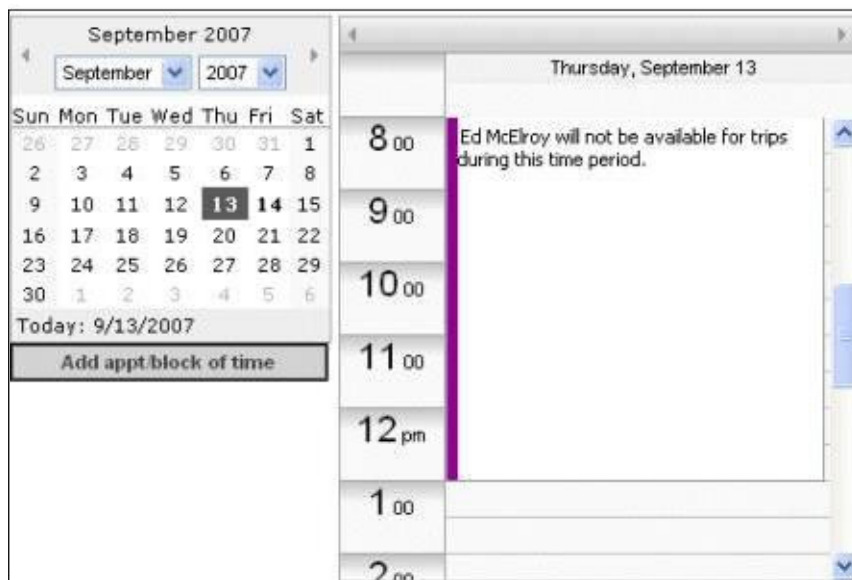 September 2007
September 2007
Sun Mon Tue Wed Thu Fri Sat
26 27 28 29 30 31 1
2 3 4 5 6 7 8
9 10 11 12 13 14 15
16 17 18 19 20 21 22
23 24 25 26 27 28 29
30 1 2 3 4 5 6
Today: 9/13/2007
Add appt/block of time
Thursday, September 13
8 00
Ed McElroy will not be available for trips
during this time period.
9 00
10 00
11 00
12 pm
1 00
2 00